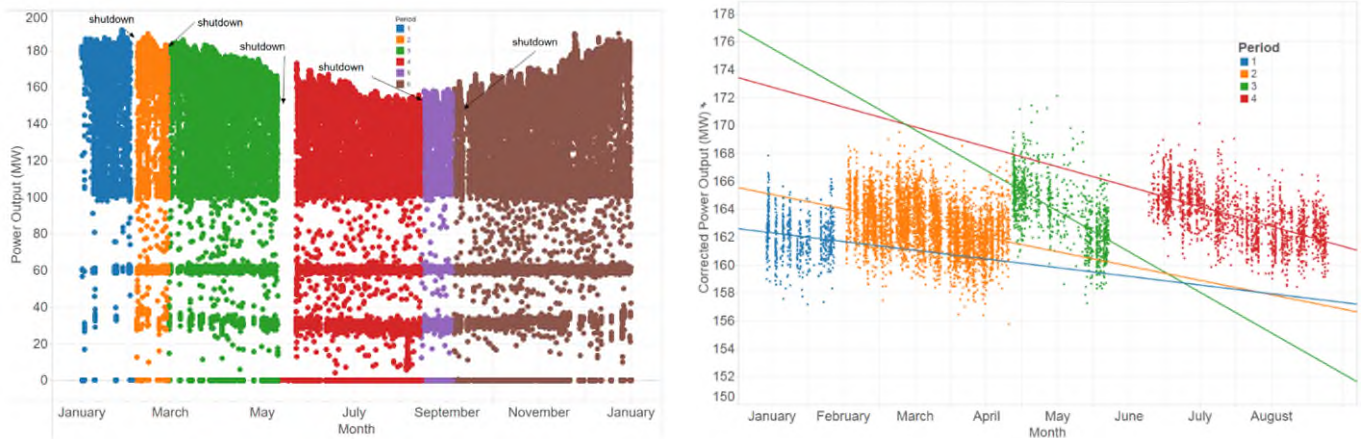 200
180
160
140
120
100
80
60
40
20
0
Power Output (MW)
shutdown
shutdown
shutdown
shutdown
shutdown
Period
1
2
3
4
5
6
January March May July September November January
Month
178
176
174
172
170
168
166
164
162
160
158
156
154
152
150
Corrected Power Output (MW)
Period
1
2
3
4
January February March April May June July August
Month